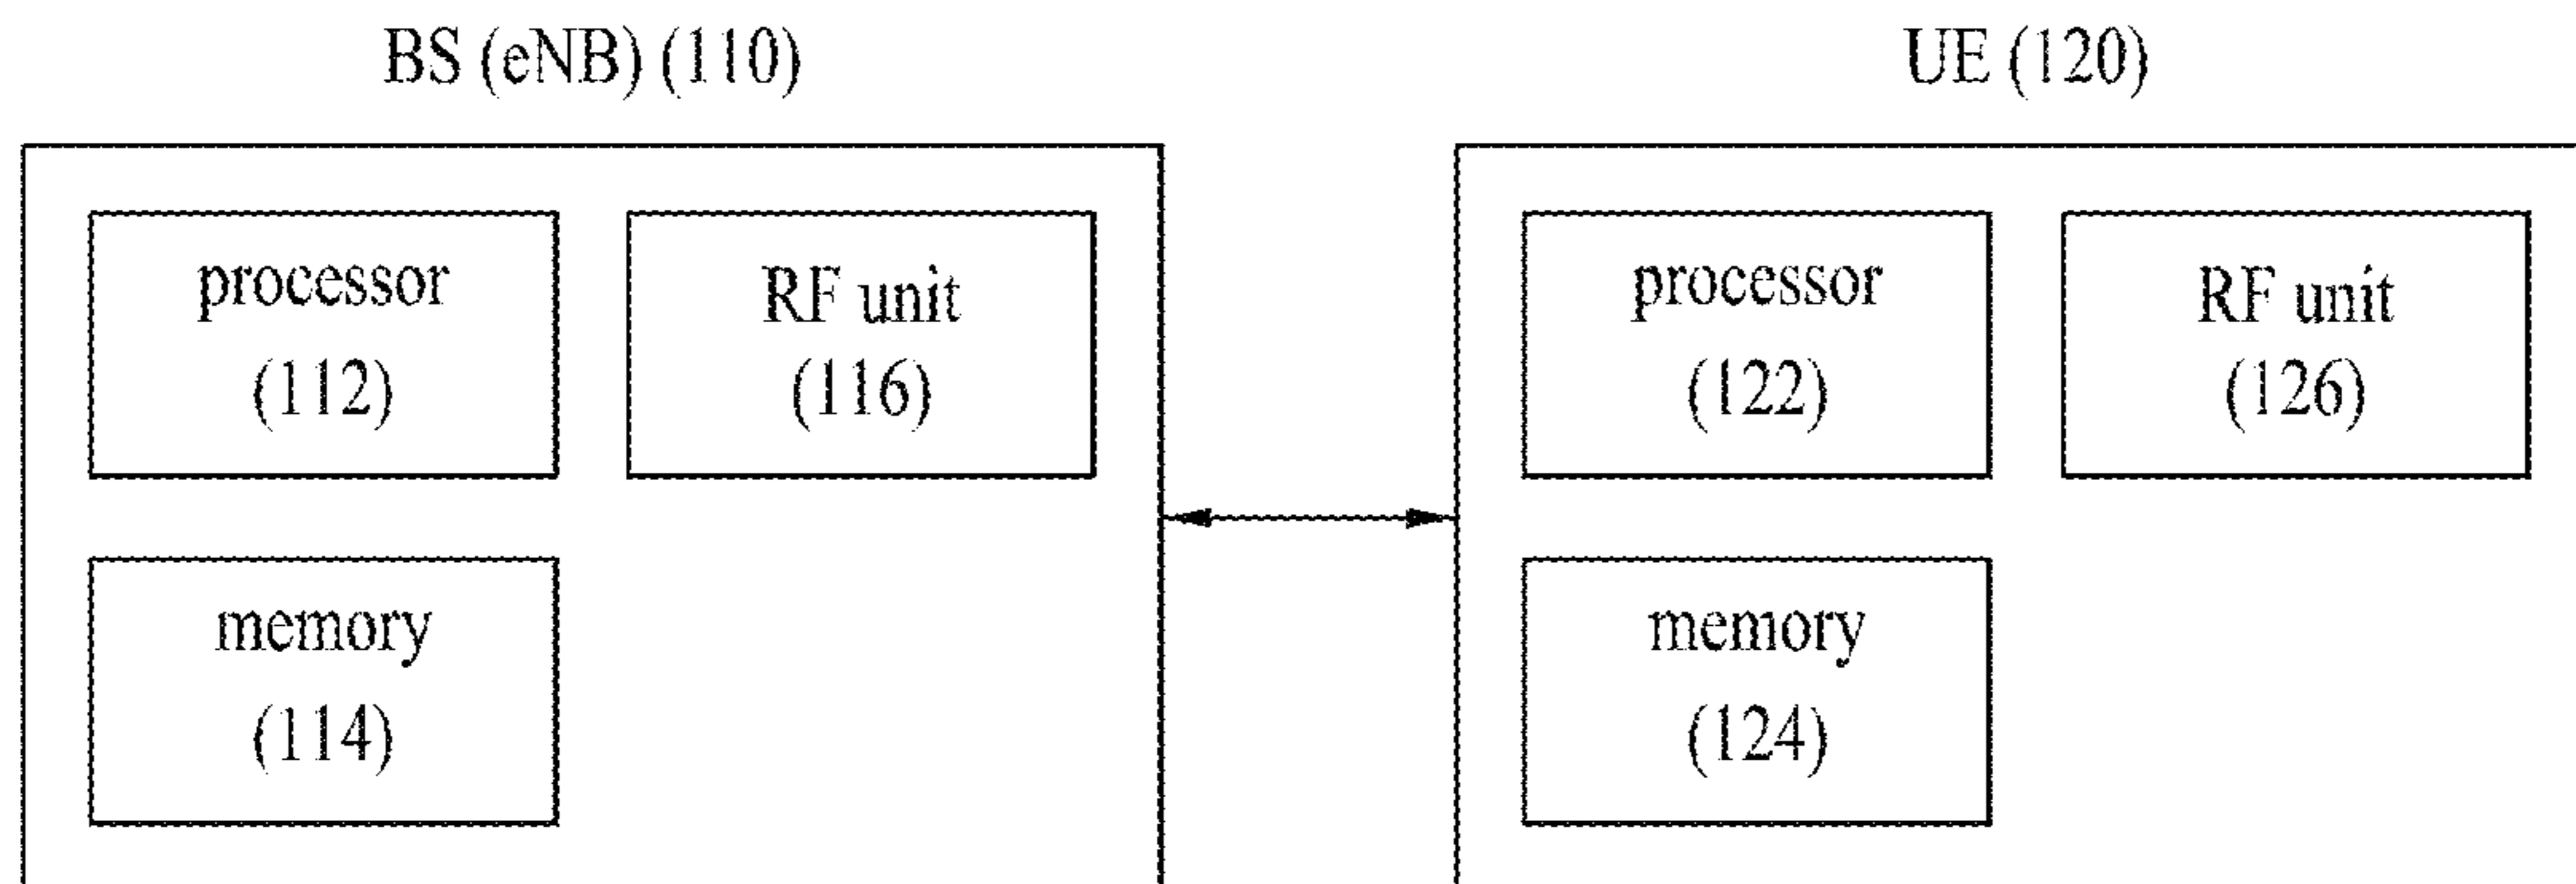 BS (eNB) (110)
UE (120)
processor
(112)
RF unit
(116)
processor
(122)
RF unit
(126)
memory
(114)
memory
(124)